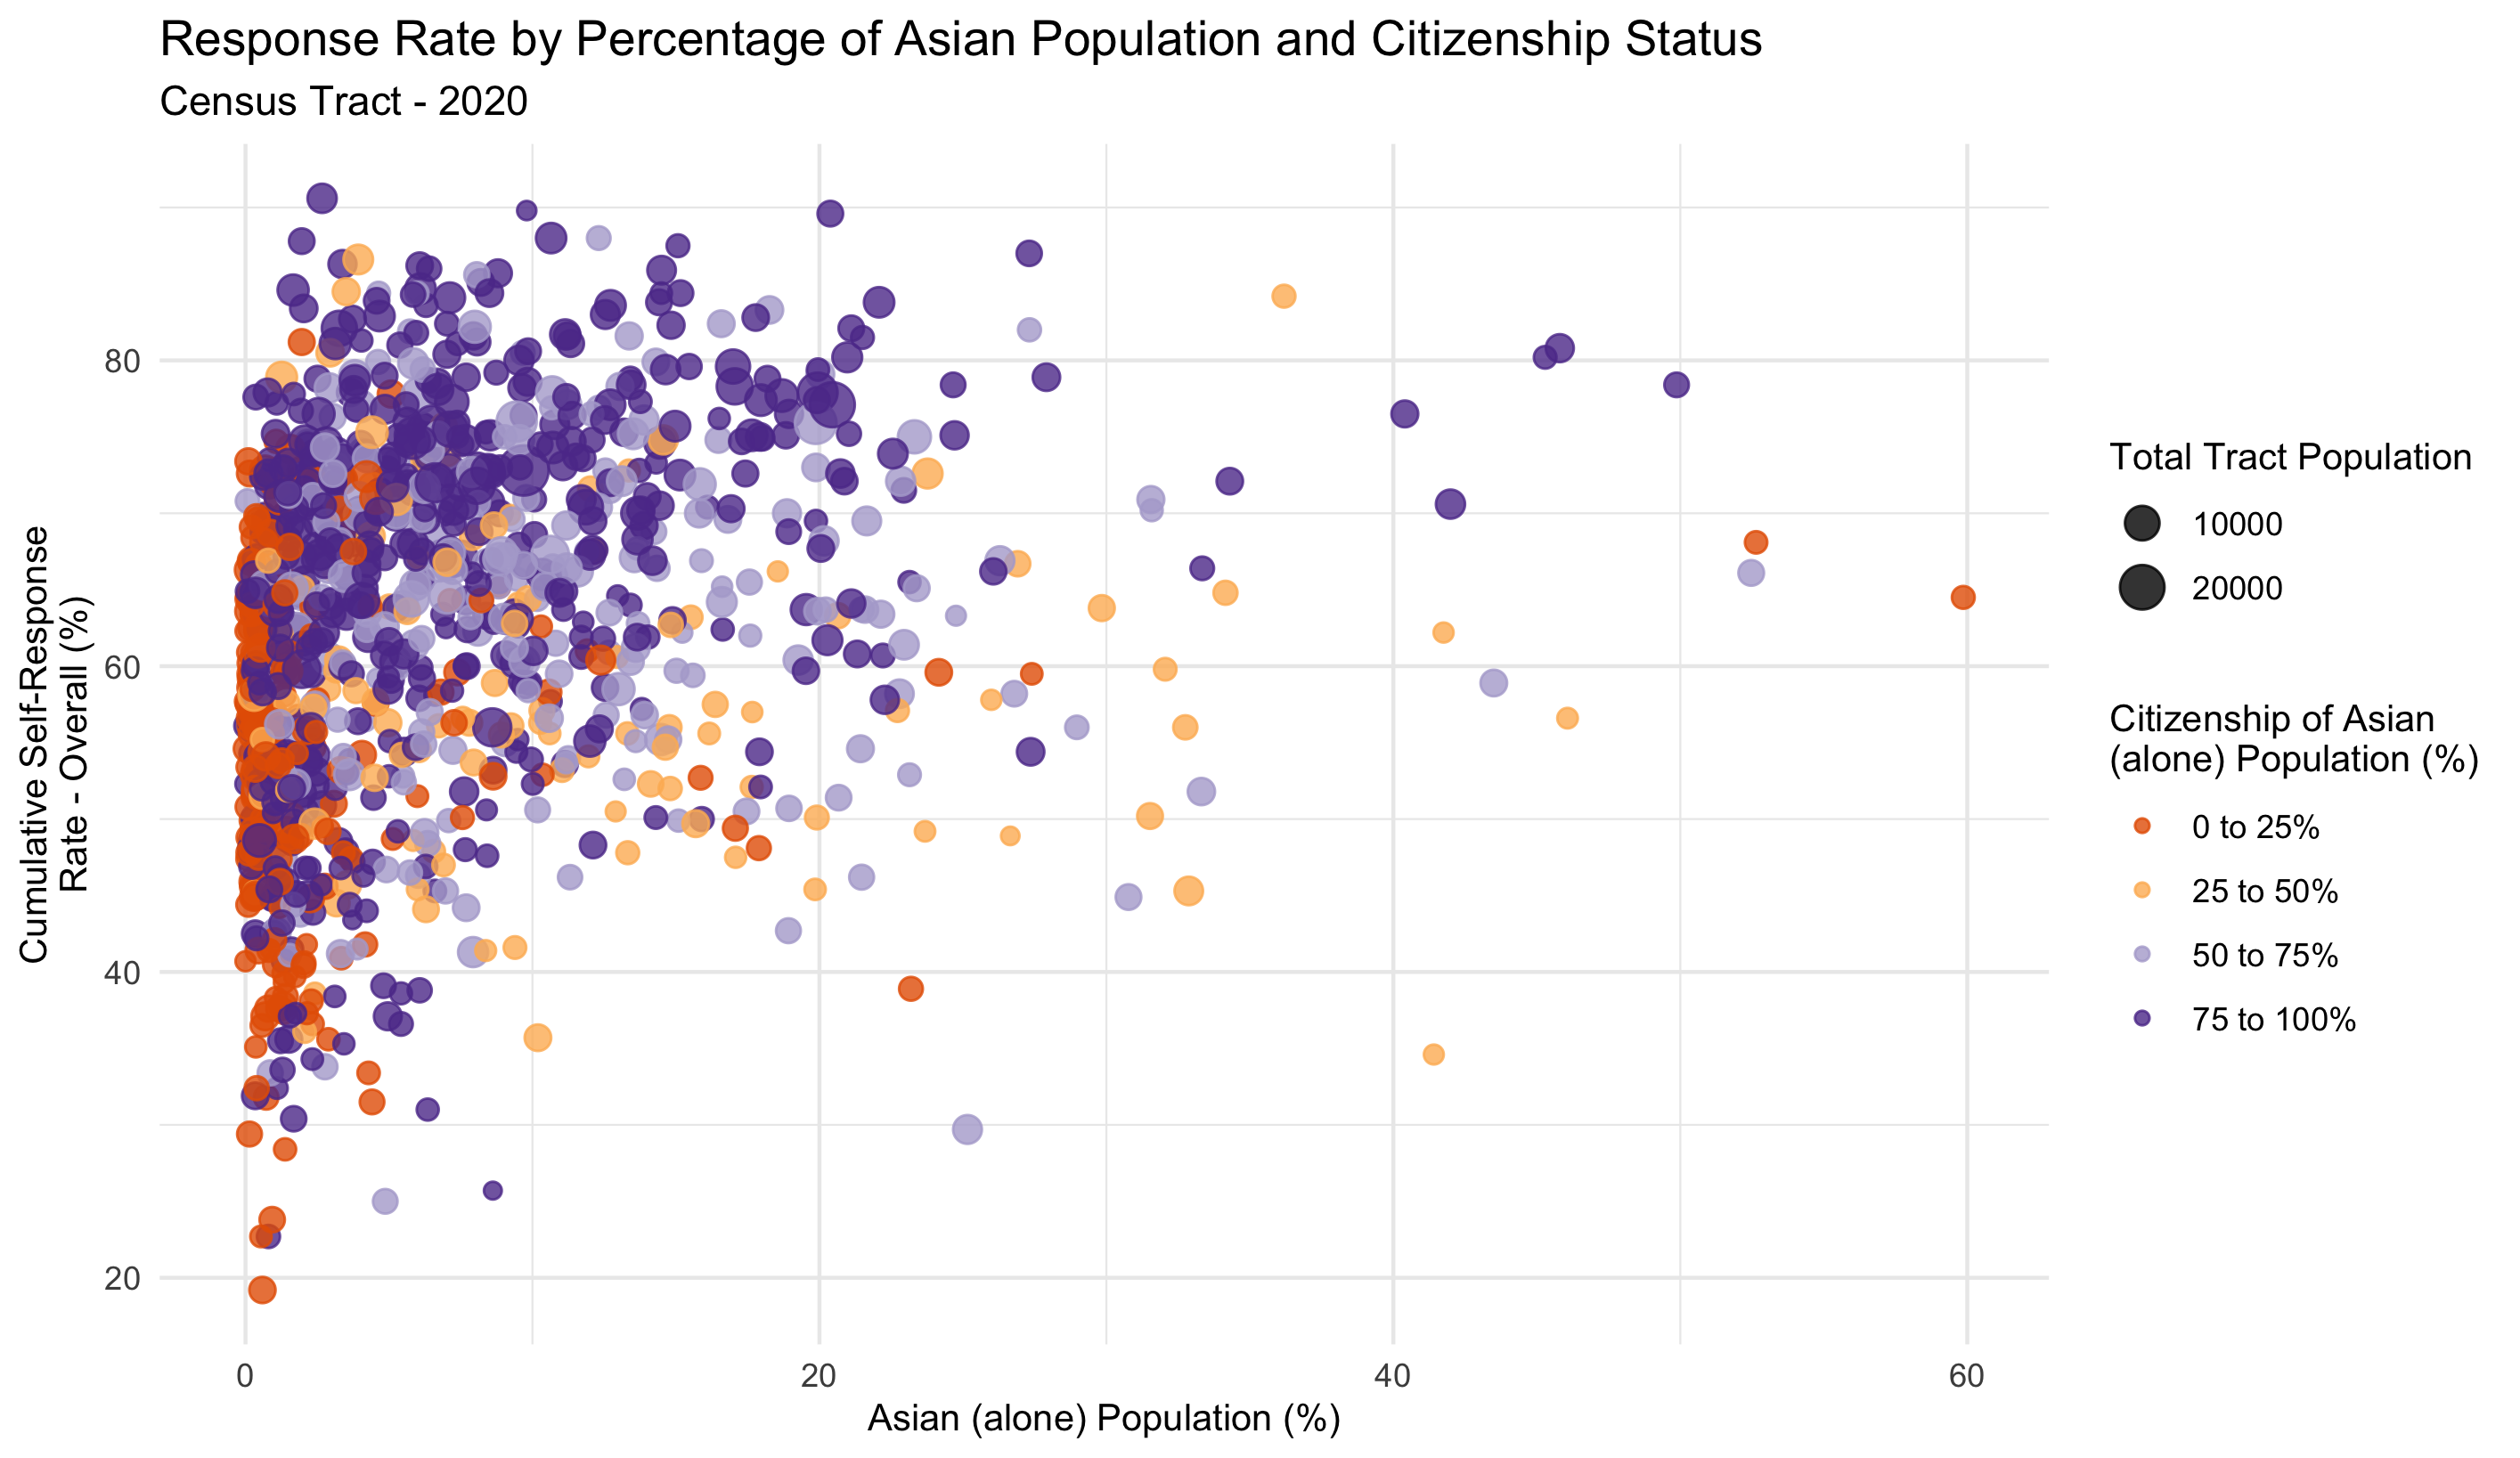 Response Rate by Percentage of Asian Population and Citizenship Status
Census Tract - 2020
Cumulative Self-Response
Rate - Overall (%)
80
60
40
20
0
20
40
60
Asian (alone) Population (%)
Total Tract Population
10000
20000
Citizenship of Asian
(alone) Population (%)
0 to 25%
25 to 50%
50 to 75%
75 to 100%